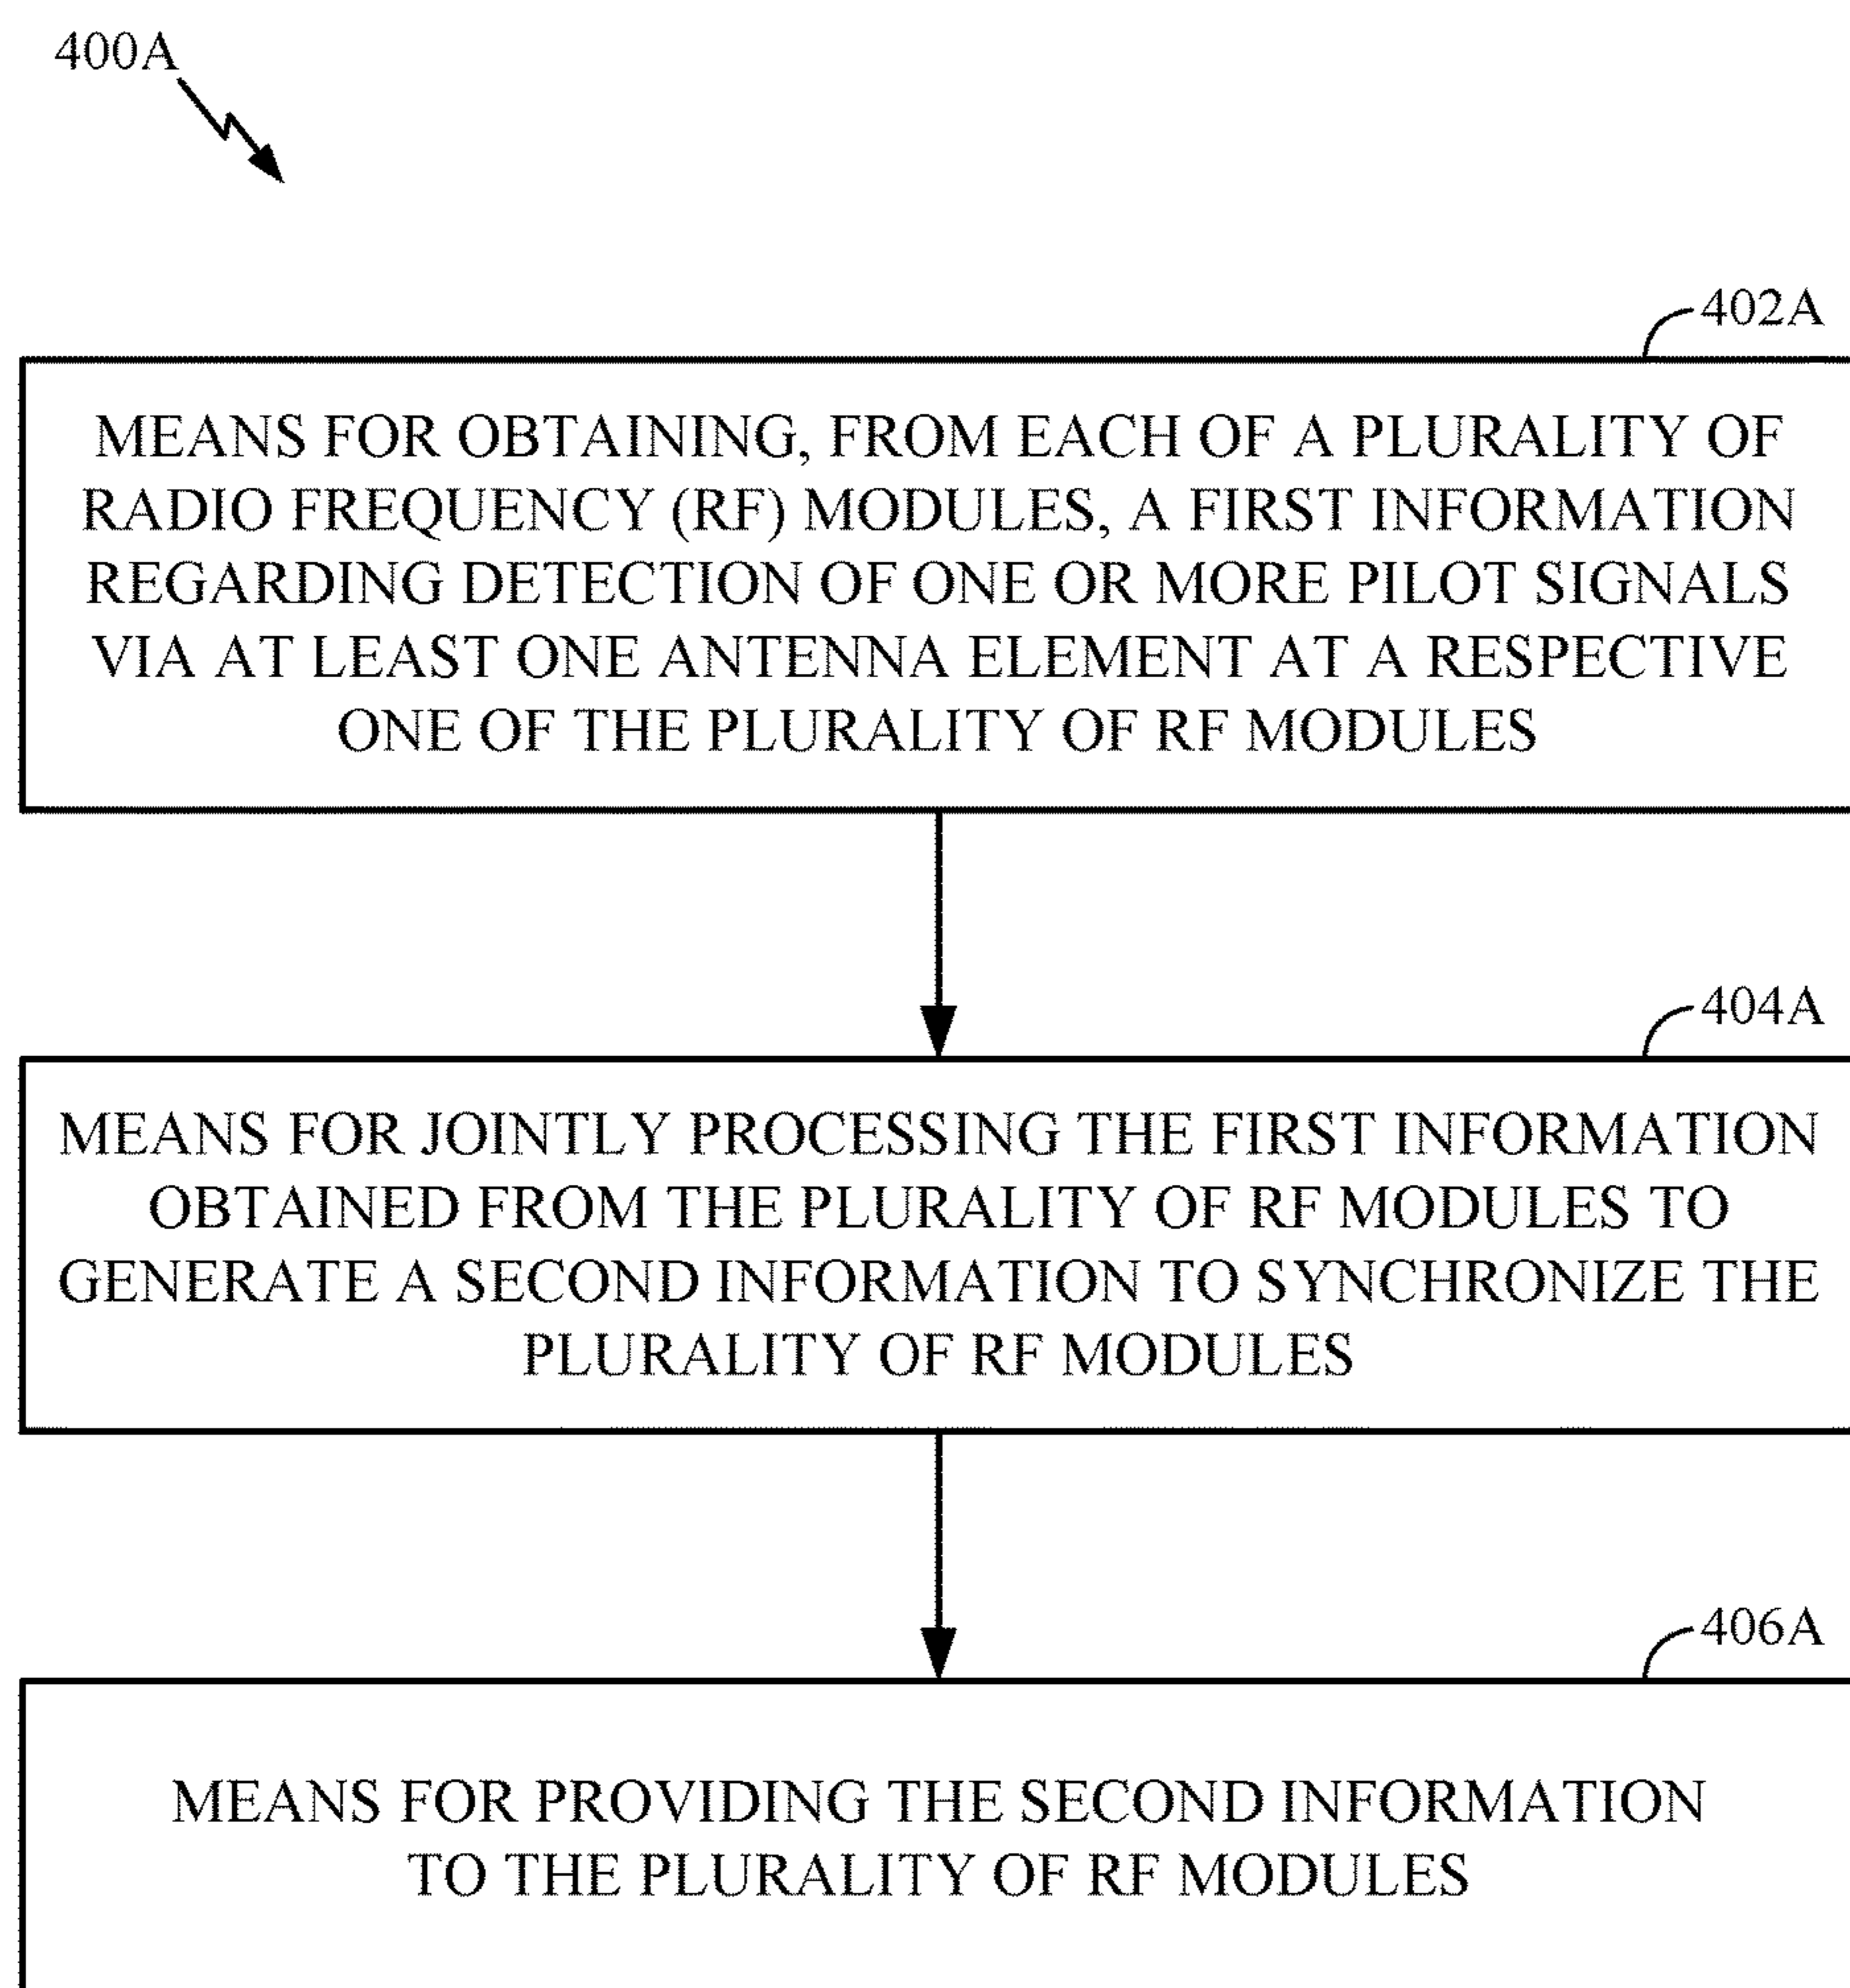 400A
402A
MEANS FOR OBTAINING, FROM EACH OF A PLURALITY OF
RADIO FREQUENCY (RF) MODULES, A FIRST INFORMATION
REGARDING DETECTION OF ONE OR MORE PILOT SIGNALS
VIA AT LEAST ONE ANTENNA ELEMENT AT A RESPECTIVE
ONE OF THE PLURALITY OF RF MODULES
404A
MEANS FOR JOINTLY PROCESSING THE FIRST INFORMATION
OBTAINED FROM THE PLURALITY OF RF MODULES TO
GENERATE A SECOND INFORMATION TO SYNCHRONIZE THE
PLURALITY OF RF MODULES
406A
MEANS FOR PROVIDING THE SECOND INFORMATION
TO THE PLURALITY OF RF MODULES